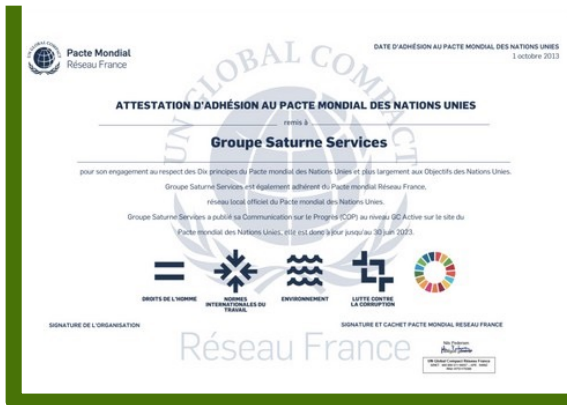 Pacte Mondial
Réseau France
DATE D'ADHÉSION AU PACTE MONDIAL DES NATIONS UNIES
1 octobre 2013
UN GLOBAL COMPACT
ATTESTATION D'ADHÉSION AU PACTE MONDIAL DES NATIONS UNIES
remis à
Groupe Saturne Services
pour son engagement au respect des Dix principes du Pacte mondial des Nations Unies et plus largement aux Objectifs des Nations Unies.
Groupe Saturne Services est également adhérent du Pacte mondial Réseau France,
réseau local officiel du Pacte mondial des Nations Unies.
Groupe Saturne Services a publié sa Communication sur le Progrès (COP) au niveau GC Active sur le site du
Pacte mondial des Nations Unies, elle est donc à jour jusqu'au 30 juin 2023.
DROITS DE L'HOMME
NORMES
INTERNATIONALES DU
TRAVAIL
ENVIRONNEMENT
LUTTE CONTRE
LA CORRUPTION
SIGNATURE DE L'ORGANISATION
SIGNATURE ET CACHET PACTE MONDIAL RESEAU FRANCE
Réseau France
UN Global Compact Réseau France